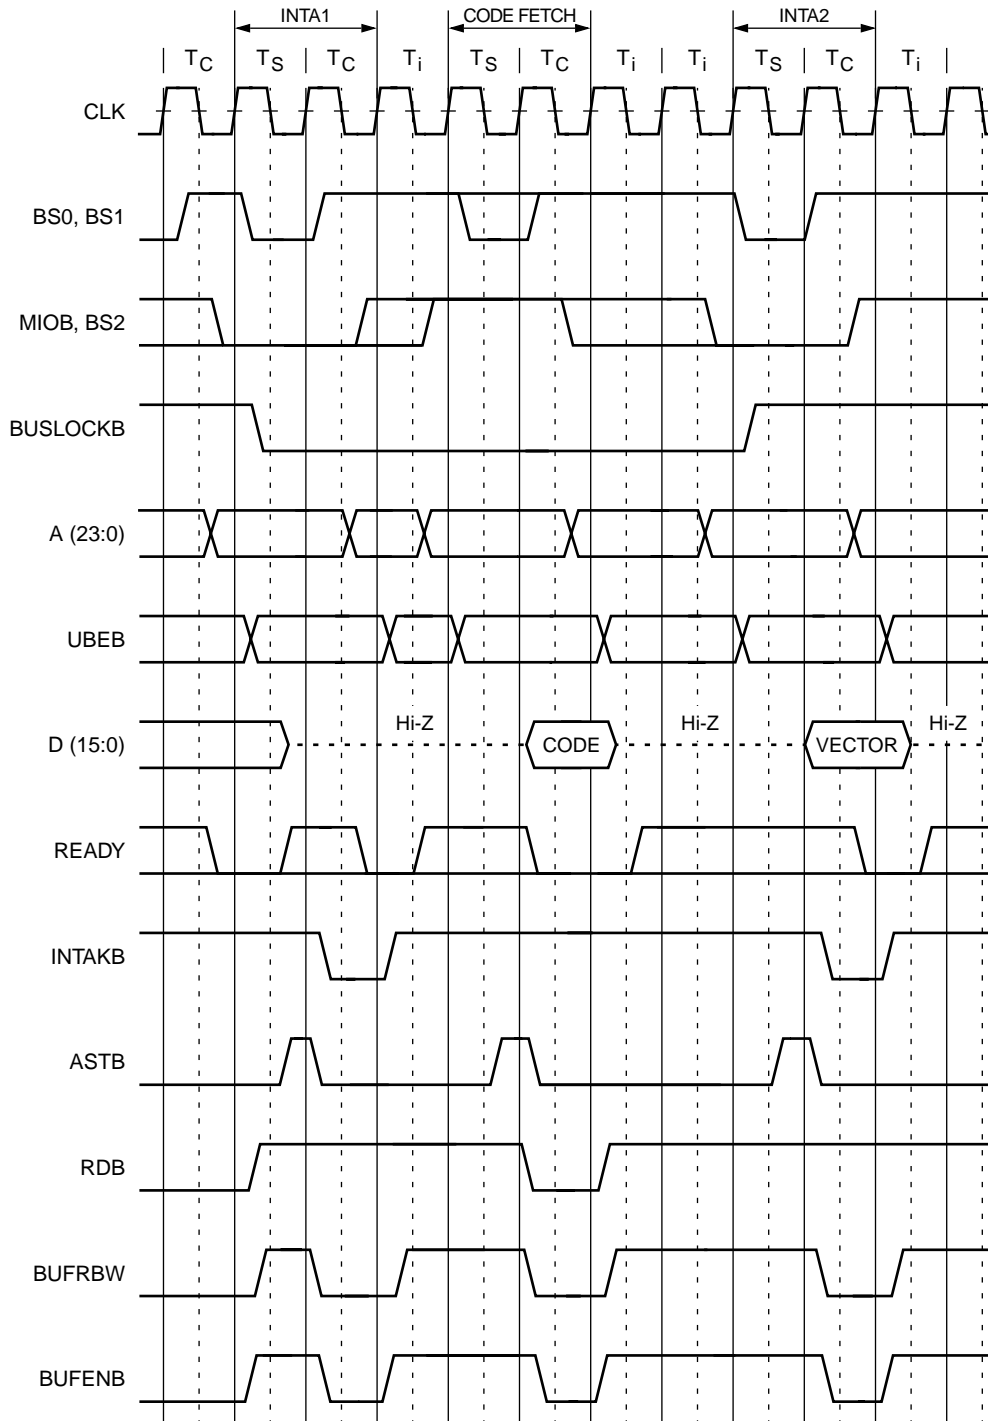 INTA1 CODE FETCH INTA2
TC TS TC Ti TS TC Ti Ti TS TC Ti
CLK
BS0, BS1
MIOB, BS2
BUSLOCKB
A (23:0)
UBEB
Hi-Z Hi-Z Hi-Z
D (15:0) CODE VECTOR
READY
INTAKB
ASTB
RDB
BUFRBW
BUFENB